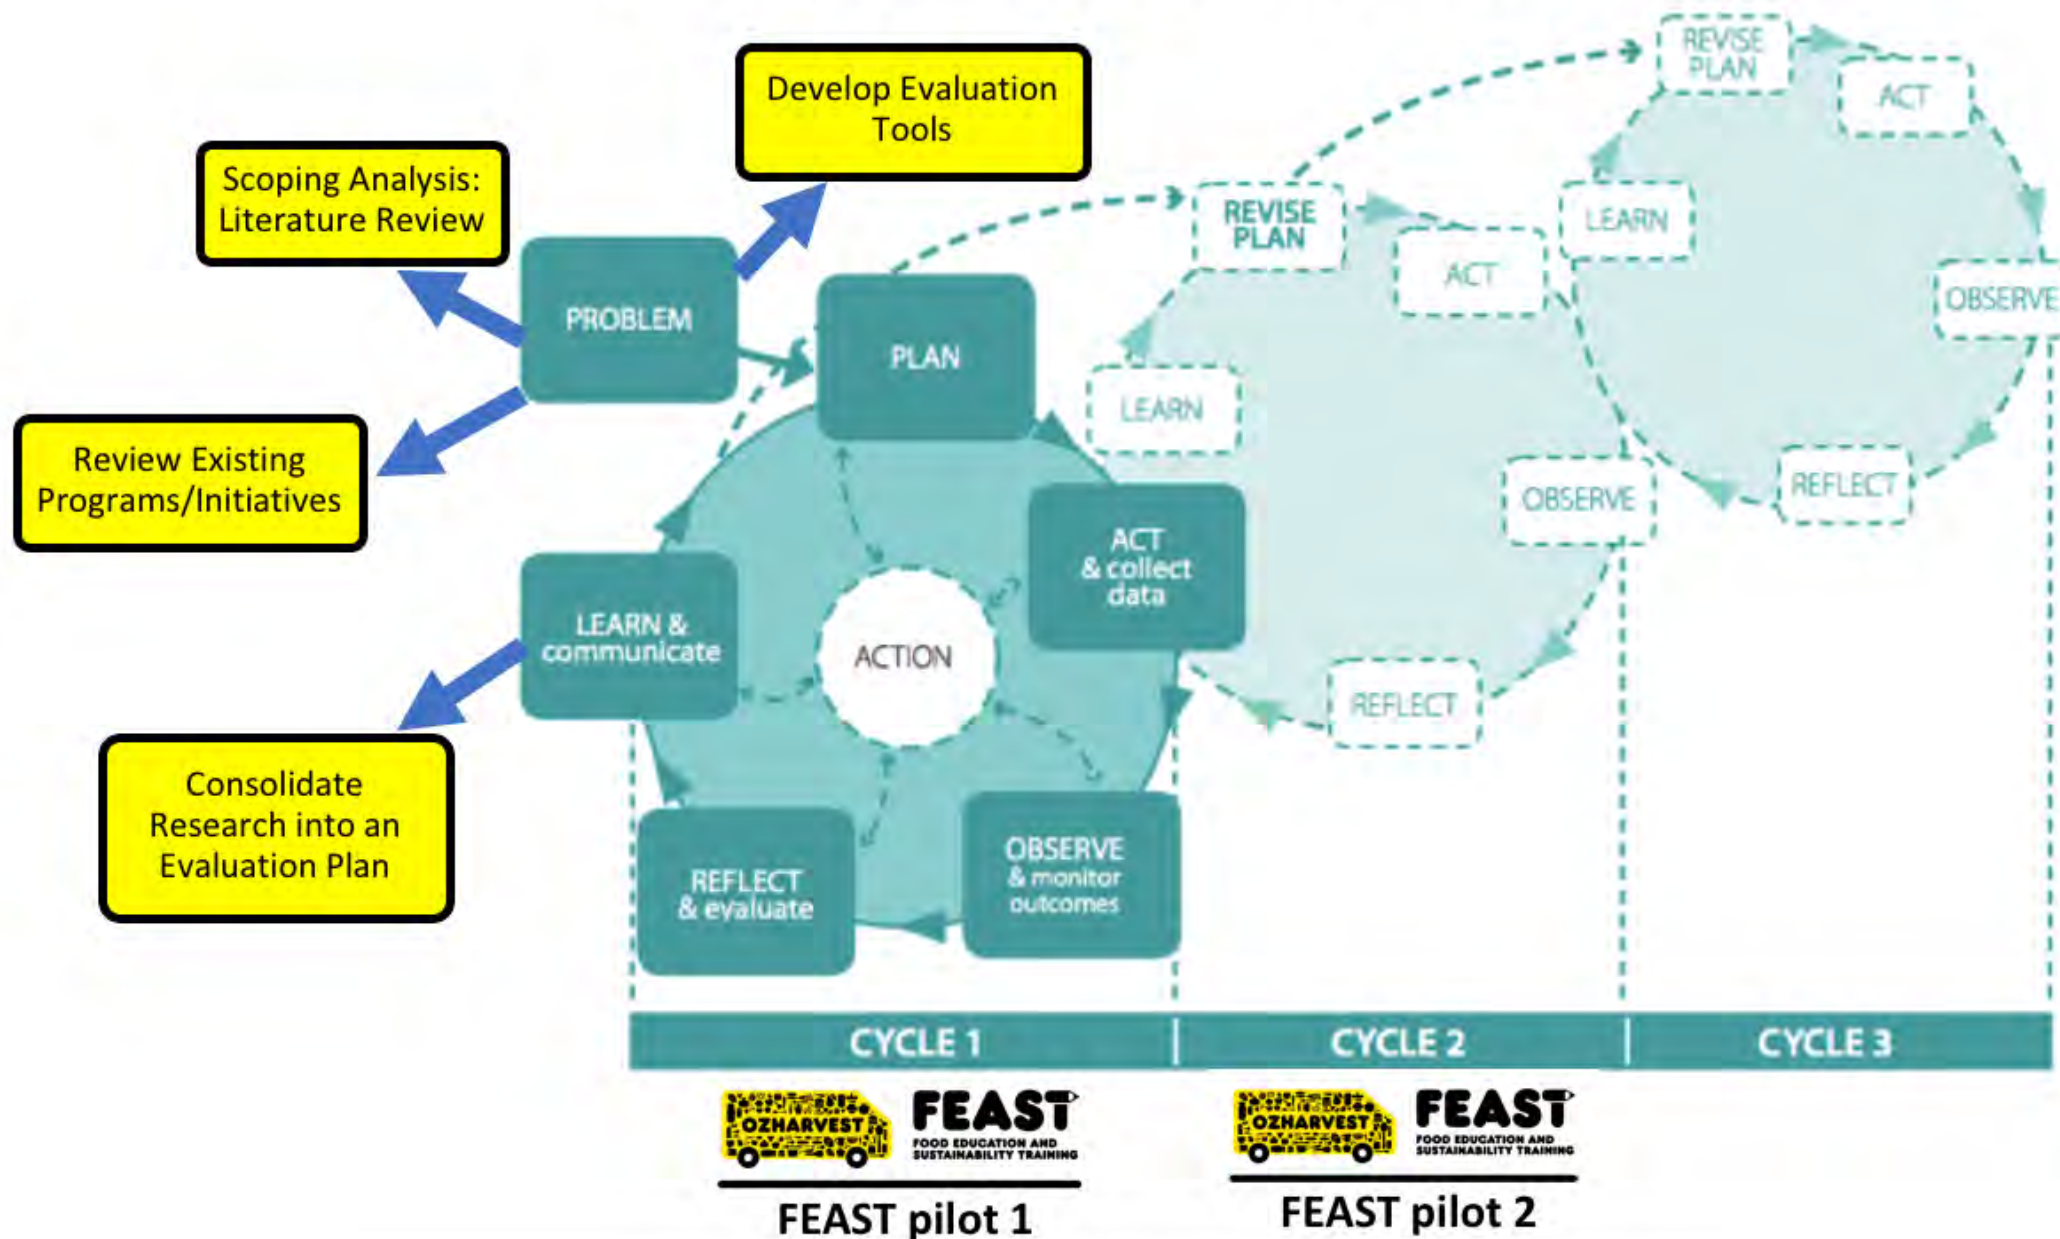 Develop Evaluation
Tools
Scoping Analysis:
Literature Review
Review Existing
Programs/Initiatives
Consolidate
Research into an
Evaluation Plan
PROBLEM
PLAN
ACT
& collect
data
OBSERVE
& monitor
outcomes
REFLECT
& evaluate
LEARN &
communicate
ACTION
REVISE
PLAN
ACT
OBSERVE
REFLECT
LEARN
REVISE
PLAN
ACT
OBSERVE
REFLECT
LEARN
CYCLE 1
CYCLE 2
CYCLE 3
OZHARVEST
FEAST
FOOD EDUCATION AND
SUSTAINABILITY TRAINING
FEAST pilot 1
OZHARVEST
FEAST
FOOD EDUCATION AND
SUSTAINABILITY TRAINING
FEAST pilot 2